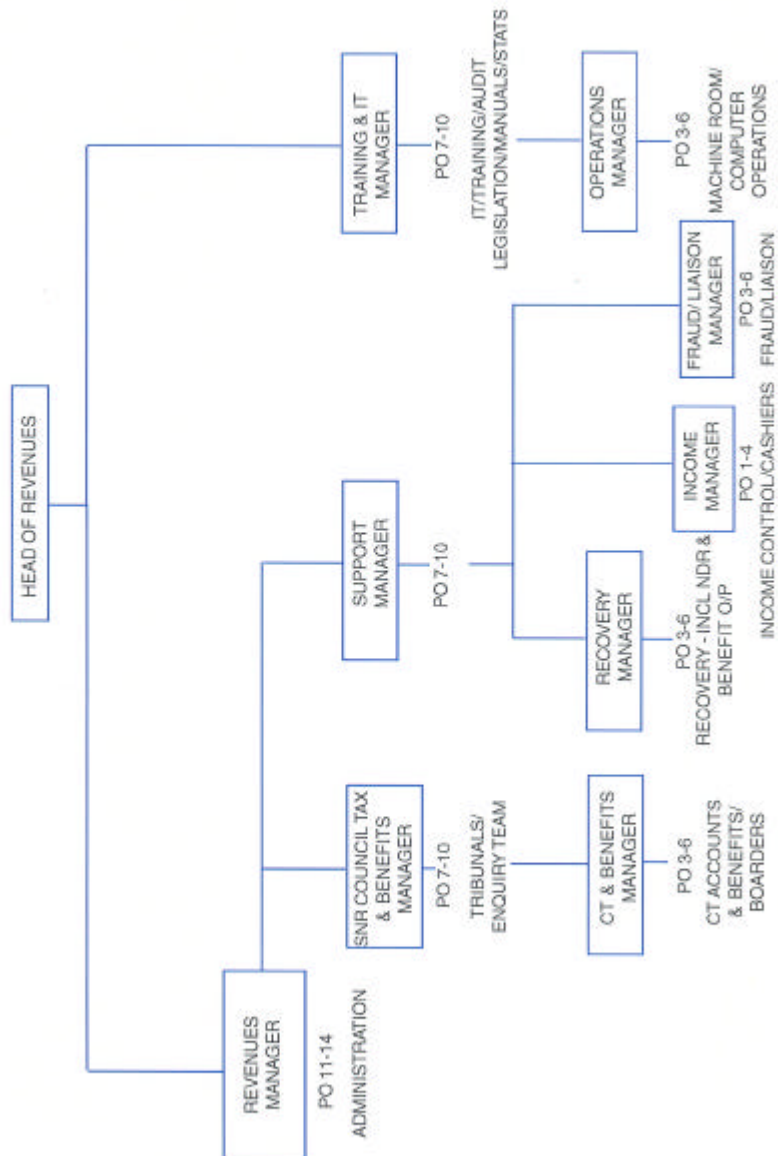 HEAD OF REVENUES
REVENUES
MANAGER
PO 11-14
ADMINISTRATION
SNR COUNCIL TAX
& BENEFITS
MANAGER
PO 7-10
TRIBUNALS/
ENQUIRY TEAM
CT & BENEFITS
MANAGER
PO 3-6
CT ACCOUNTS
& BENEFITS/
BOARDERS
SUPPORT
MANAGER
PO 7-10
RECOVERY
MANAGER
PO 3-6
RECOVERY - INCL NDR &
BENEFIT O/P
INCOME
MANAGER
PO 1-4
INCOME CONTROL/CASHIERS
FRAUD/ LIAISON
MANAGER
PO 3-6
FRAUD/LIAISON
TRAINING & IT
MANAGER
PO 7-10
IT/TRAINING/AUDIT
LEGISLATION/MANUALS/STATS
OPERATIONS
MANAGER
PO 3-6
MACHINE ROOM/
COMPUTER
OPERATIONS